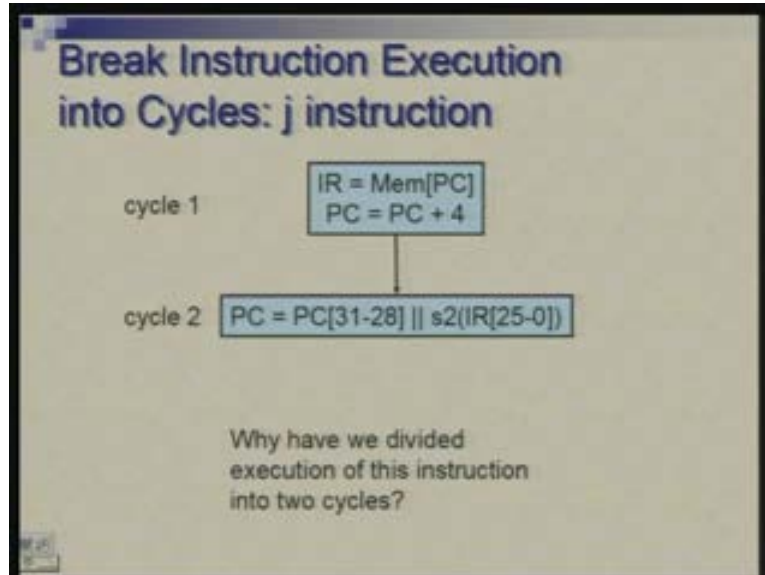 Break Instruction Execution
into Cycles: j instruction
cycle 1
IR = Mem[PC]
PC = PC + 4
cycle 2
PC = PC[31-28] || s2(IR[25-0])
Why have we divided
execution of this instruction
into two cycles?